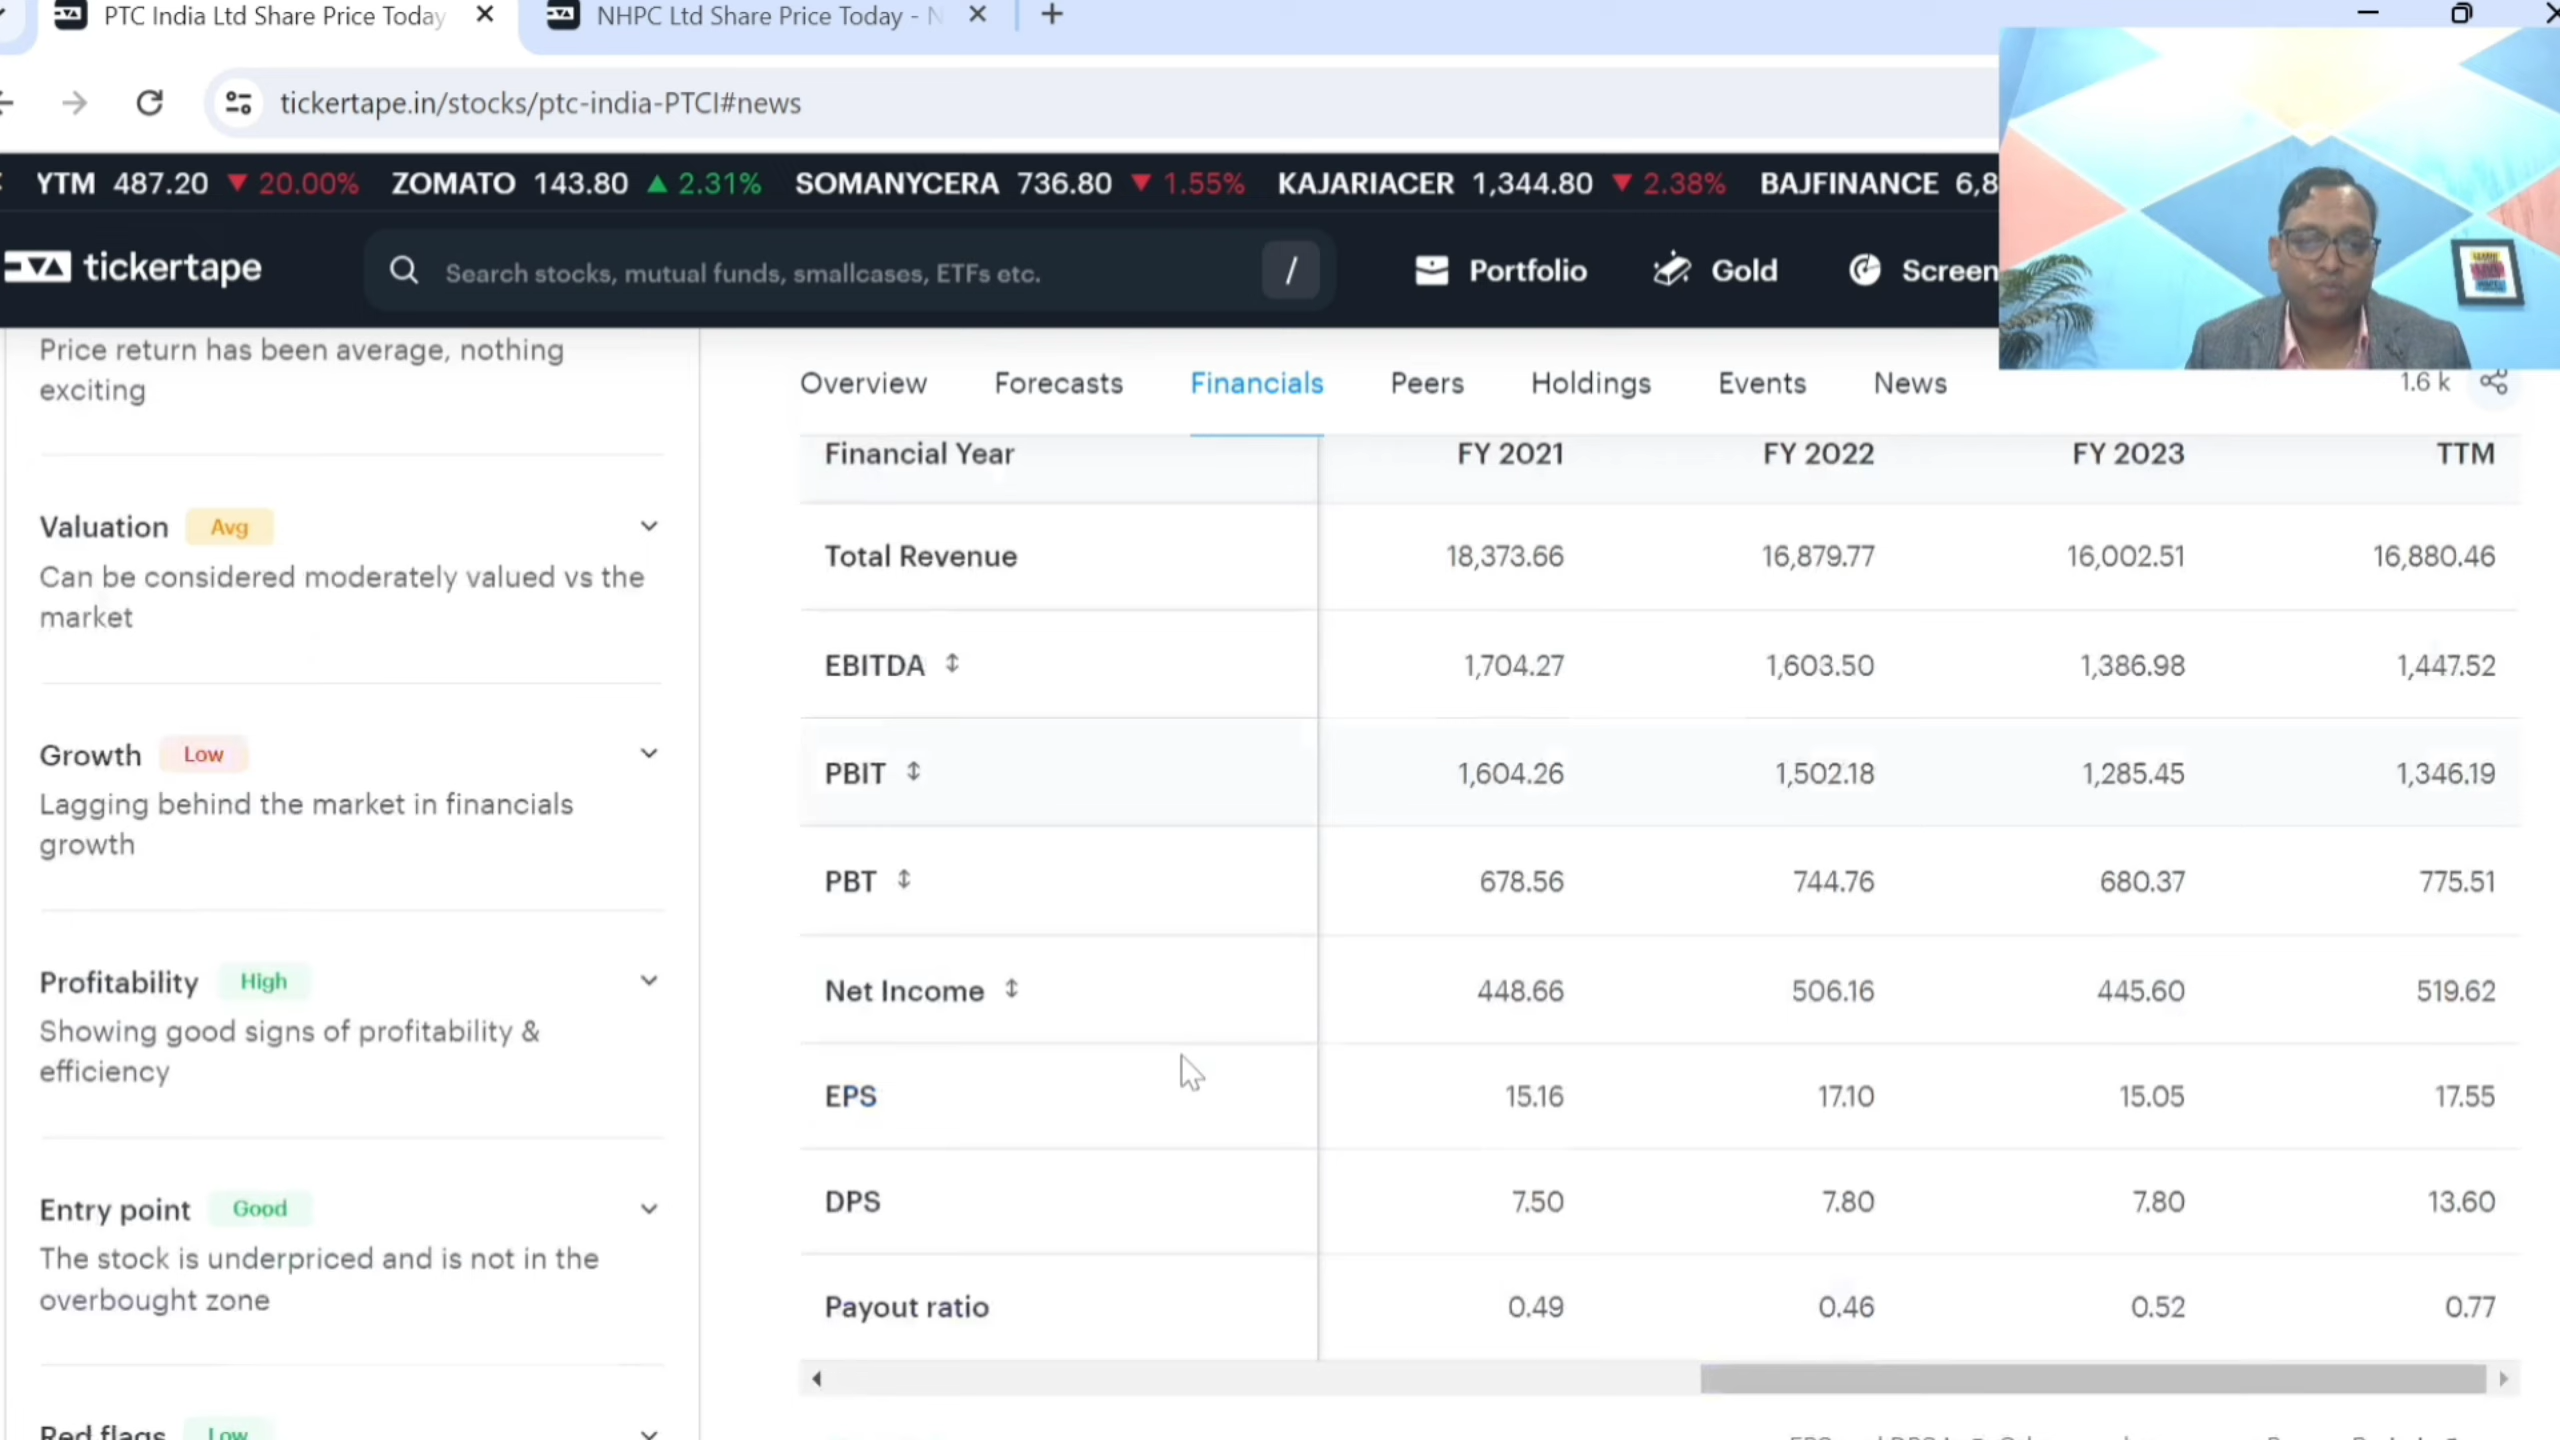 PTC India Ltd Share Price Today
NHPC Ltd Share Price Today - N
tickertape.in/stocks/ptc-india-PTCI#news
YTM 487.20 ▼ 20.00% ZOMATO 143.80 ▲ 2.31% SOMANYCERA 736.80 ▼ 1.55% KAJARIACER 1,344.80 ▼ 2.38% BAJFINANCE 6,8
tickertape
Search stocks, mutual funds, smallcases, ETFs etc.
/
Portfolio
Gold
Screen
Price return has been average, nothing
exciting
Valuation Avg
Can be considered moderately valued vs the
market
Growth Low
Lagging behind the market in financials
growth
Profitability High
Showing good signs of profitability &
efficiency
Entry point Good
The stock is underpriced and is not in the
overbought zone
Red flags Low
Overview Forecasts Financials Peers Holdings Events News
1.6 k
Financial Year FY 2021 FY 2022 FY 2023 TTM
Total Revenue 18,373.66 16,879.77 16,002.51 16,880.46
EBITDA 1,704.27 1,603.50 1,386.98 1,447.52
PBIT 1,604.26 1,502.18 1,285.45 1,346.19
PBT 678.56 744.76 680.37 775.51
Net Income 448.66 506.16 445.60 519.62
EPS 15.16 17.10 15.05 17.55
DPS 7.50 7.80 7.80 13.60
Payout ratio 0.49 0.46 0.52 0.77